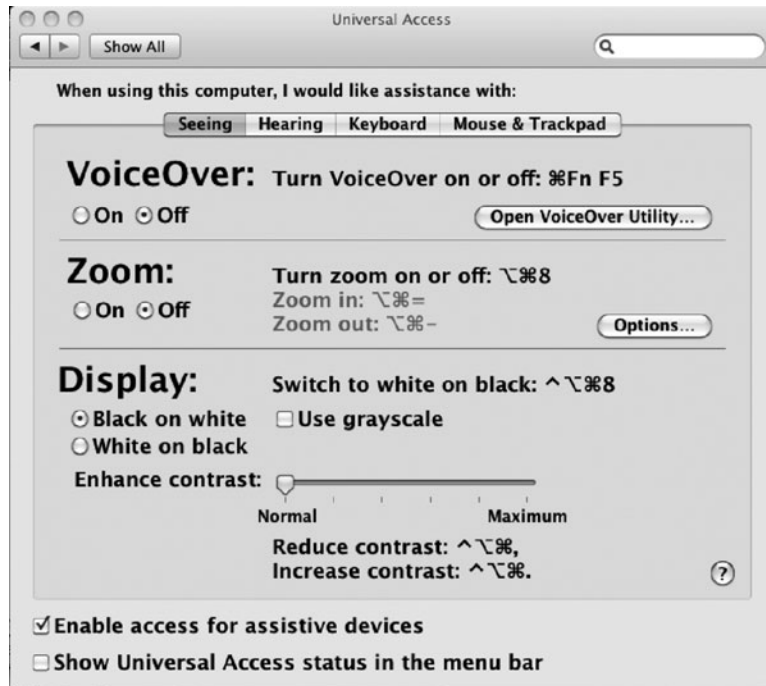 Universal Access
Show All
When using this computer, I would like assistance with:
Seeing Hearing Keyboard Mouse & Trackpad
VoiceOver: Turn VoiceOver on or off: ⌘Fn F5
On Off
Open VoiceOver Utility...
Zoom: Turn zoom on or off: ⌥⌘8
On Off
Zoom in: ⌥⌘=
Zoom out: ⌥⌘-
Options...
Display: Switch to white on black: ^⌥⌘8
Black on white
Use grayscale
White on black
Enhance contrast:
Normal Maximum
Reduce contrast: ^⌥⌘,
Increase contrast: ^⌥⌘.
?
Enable access for assistive devices
Show Universal Access status in the menu bar